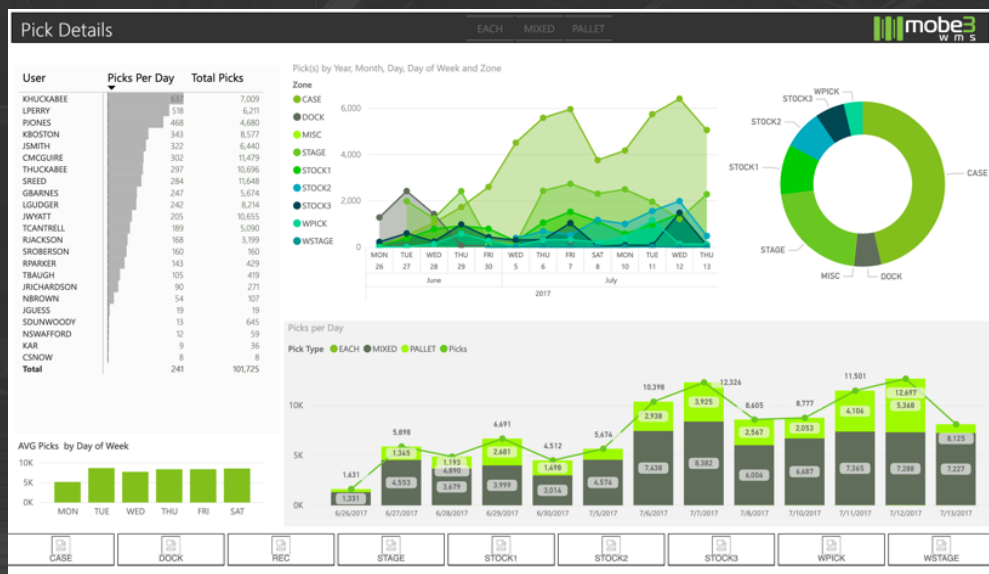 Pick Details
EACH MIXED PALLET
mobe3
wms
User Picks Per Day Total Picks
KHUCKABEE 637 7,009
LPERRY 518 6,211
PJONES 468 4,680
KBOSTON 343 8,577
JSMITH 322 6,440
CMCGUIRE 302 11,479
THUCKABEE 297 10,696
SREED 284 11,648
GBARNES 247 5,674
LGUDGER 242 8,214
JWYATT 205 10,655
TCANTRELL 189 5,090
RJACKSON 168 3,199
SROBERSON 160 160
RPARKER 143 429
TBAUGH 105 419
JRICHARDSON 90 271
NBROWN 54 107
JGUESS 19 19
SDUNWOODY 13 645
NSWAFFORD 12 59
KAR 9 36
CSNOW 8 8
Total 241 101,725
Pick(s) by Year, Month, Day, Day of Week and Zone
Zone
CASE
DOCK
MISC
STAGE
STOCK1
STOCK2
STOCK3
WPICK
WSTAGE
6,000
4,000
2,000
0
MON TUE WED THU FRI WED THU FRI SAT MON TUE WED THU
26 27 28 29 30 5 6 7 8 10 11 12 13
June July
2017
WPICK
STOCK3
STOCK2
STOCK1
CASE
STAGE
MISC
DOCK
AVG Picks by Day of Week
10K
5K
0K
MON TUE WED THU FRI SAT
Picks per Day
Pick Type EACH MIXED PALLET Picks
10K
5K
0K
1,631 5,898 6,691 4,512 5,674 10,398 12,326 8,605 8,777 11,501 12,697 8,125
1,345 1,193 2,681 1,498 2,938 3,925 2,567 2,053 4,106 5,368
4,890
1,331 4,553 3,679 3,999 3,014 4,574 7,430 8,382 6,006 6,687 7,365 7,288 7,227
6/26/2017 6/27/2017 6/28/2017 6/29/2017 6/30/2017 7/5/2017 7/6/2017 7/7/2017 7/8/2017 7/10/2017 7/11/2017 7/12/2017 7/13/2017
CASE DOCK REC STAGE STOCK1 STOCK2 STOCK3 WPICK WSTAGE